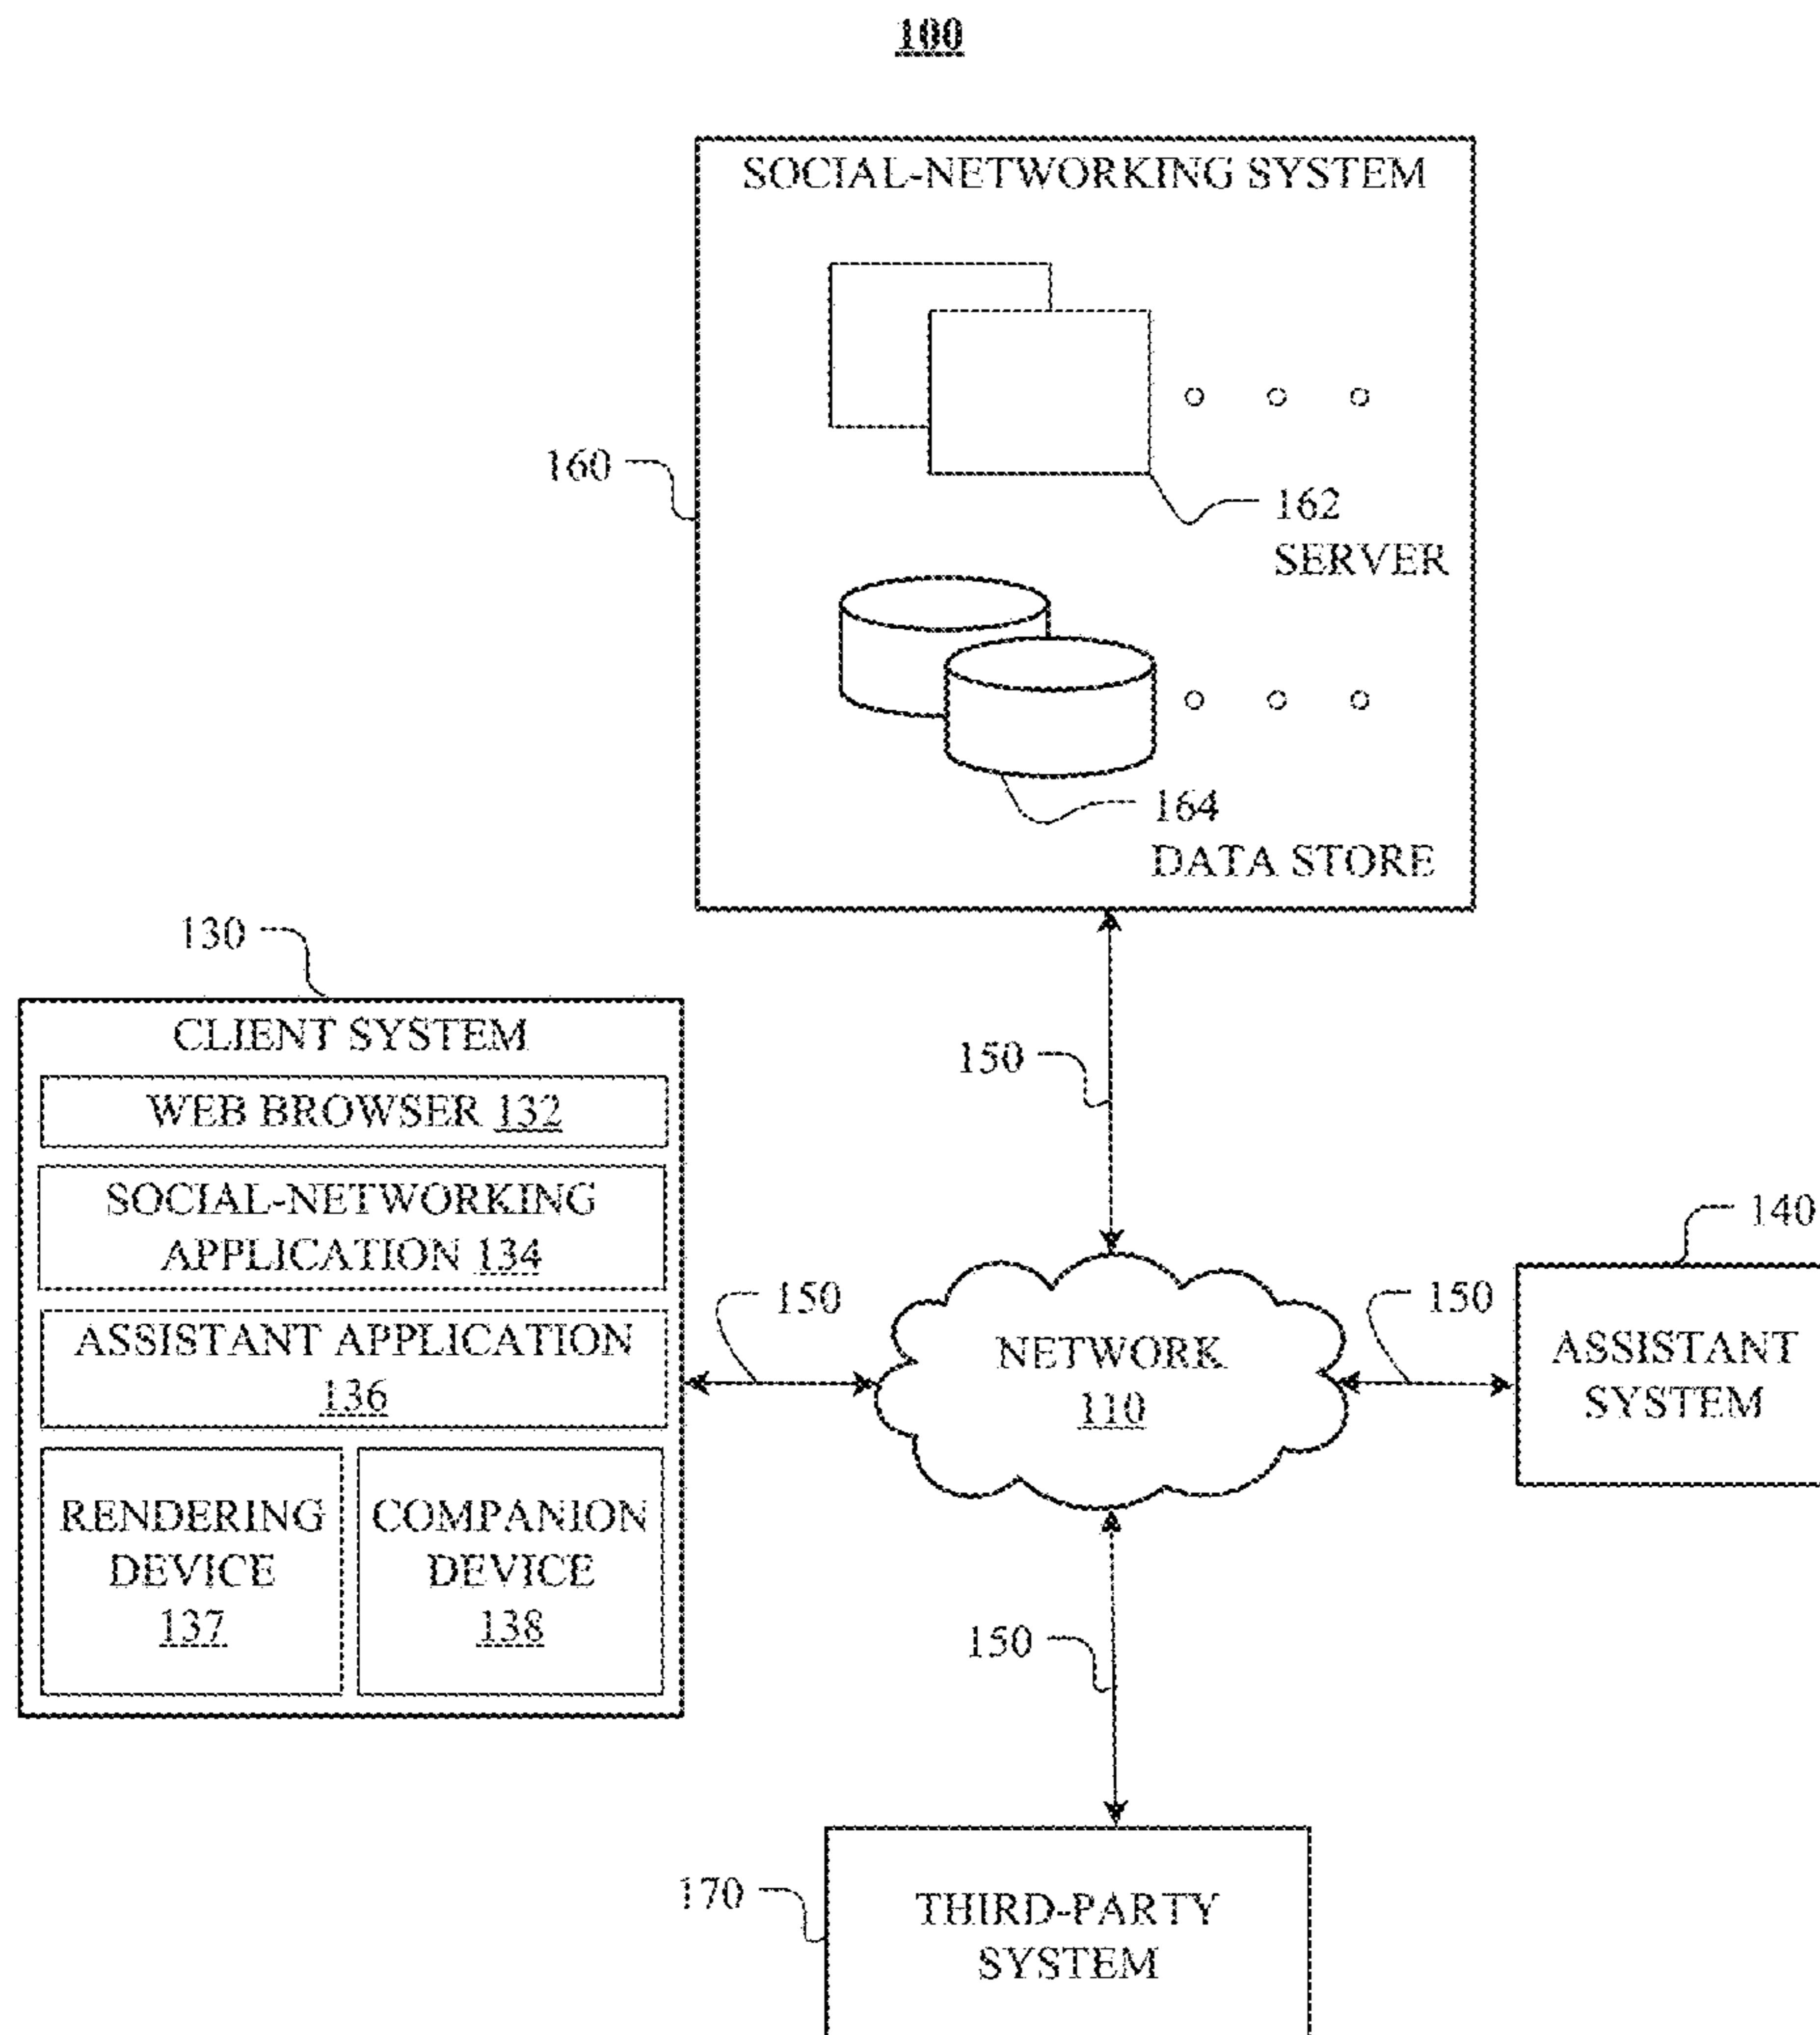 100
SOCIAL-NETWORKING SYSTEM
160
162
SERVER
164
DATA STORE
130
CLIENT SYSTEM
WEB BROWSER 132
SOCIAL-NETWORKING
APPLICATION 134
ASSISTANT APPLICATION
136
RENDERING
DEVICE
137
COMPANION
DEVICE
138
150
150
NETWORK
110
150
140
ASSISTANT
SYSTEM
150
170
THIRD-PARTY
SYSTEM